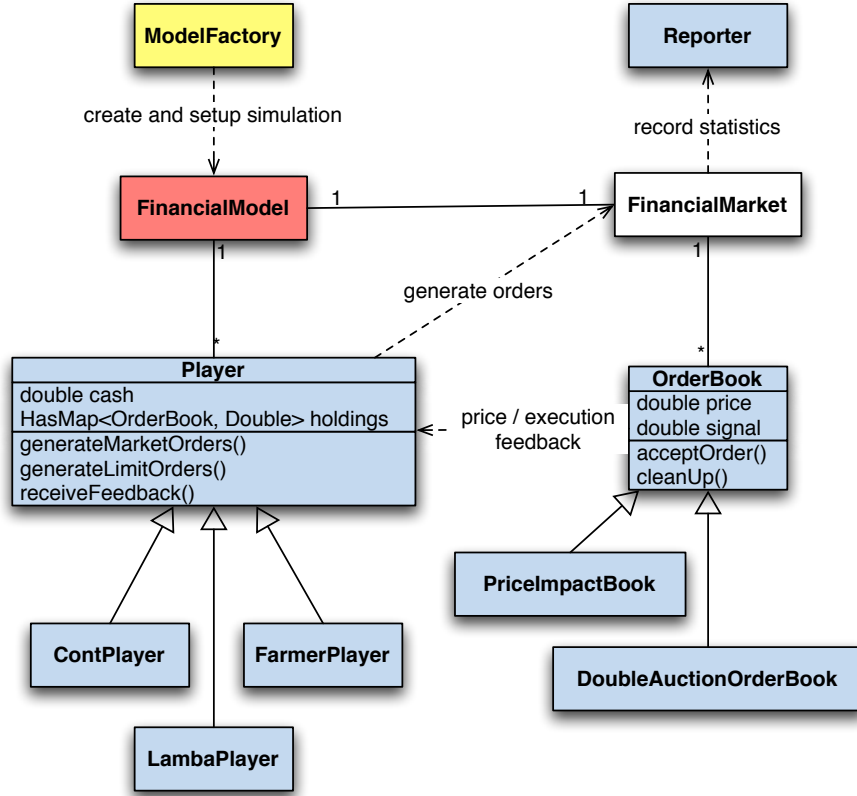 ModelFactory
Reporter
create and setup simulation
record statistics
FinancialModel
1
1
FinancialMarket
1
1
generate orders
*
*
Player
double cash
HasMap<OrderBook, Double> holdings
generateMarketOrders()
generateLimitOrders()
receiveFeedback()
price / execution
feedback
OrderBook
double price
double signal
acceptOrder()
cleanUp()
PriceImpactBook
ContPlayer
FarmerPlayer
DoubleAuctionOrderBook
LambaPlayer